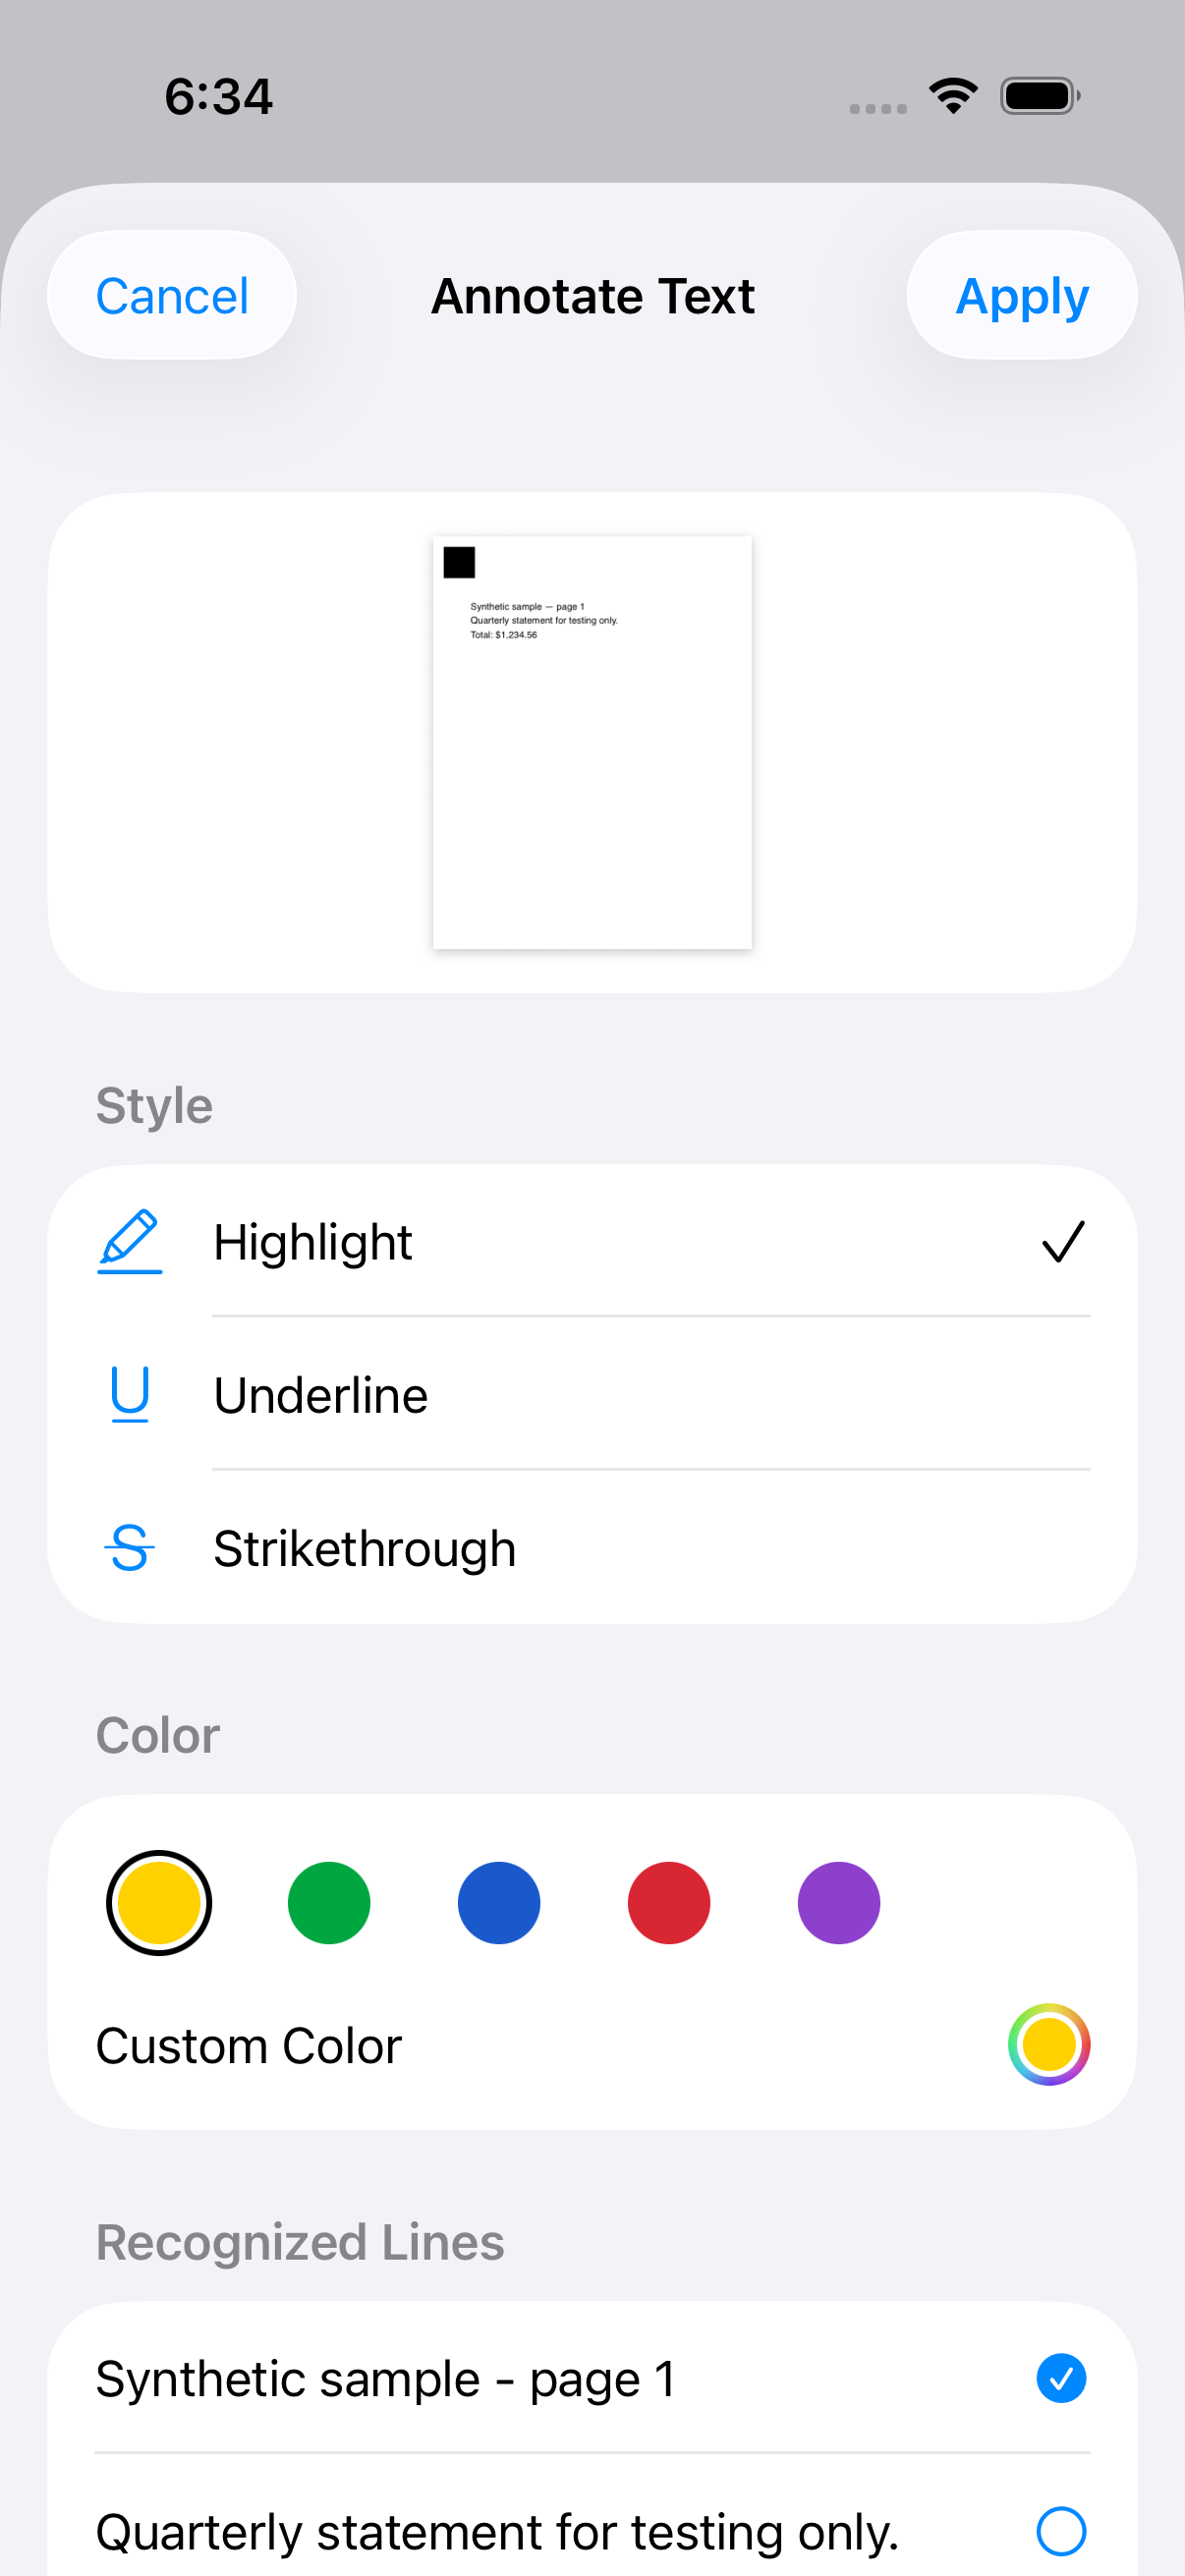 6:34
Cancel
Annotate Text
Apply
Synthetic sample — page 1
Quarterly statement for testing only.
Total: $1,234.56
Style
Highlight
Underline
Strikethrough
Color
Custom Color
Recognized Lines
Synthetic sample - page 1
Quarterly statement for testing only.